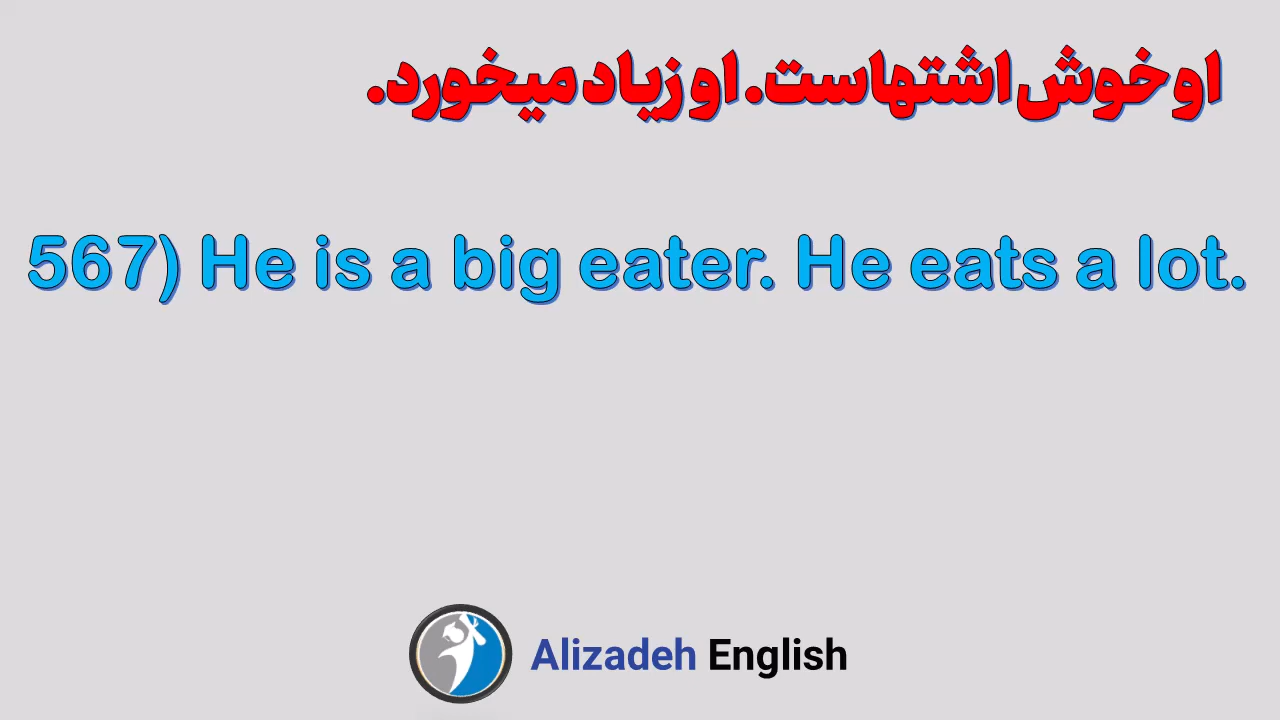 او خوش اشتهاست. او زیاد میخورد.
567) He is a big eater. He eats a lot.
Alizadeh English